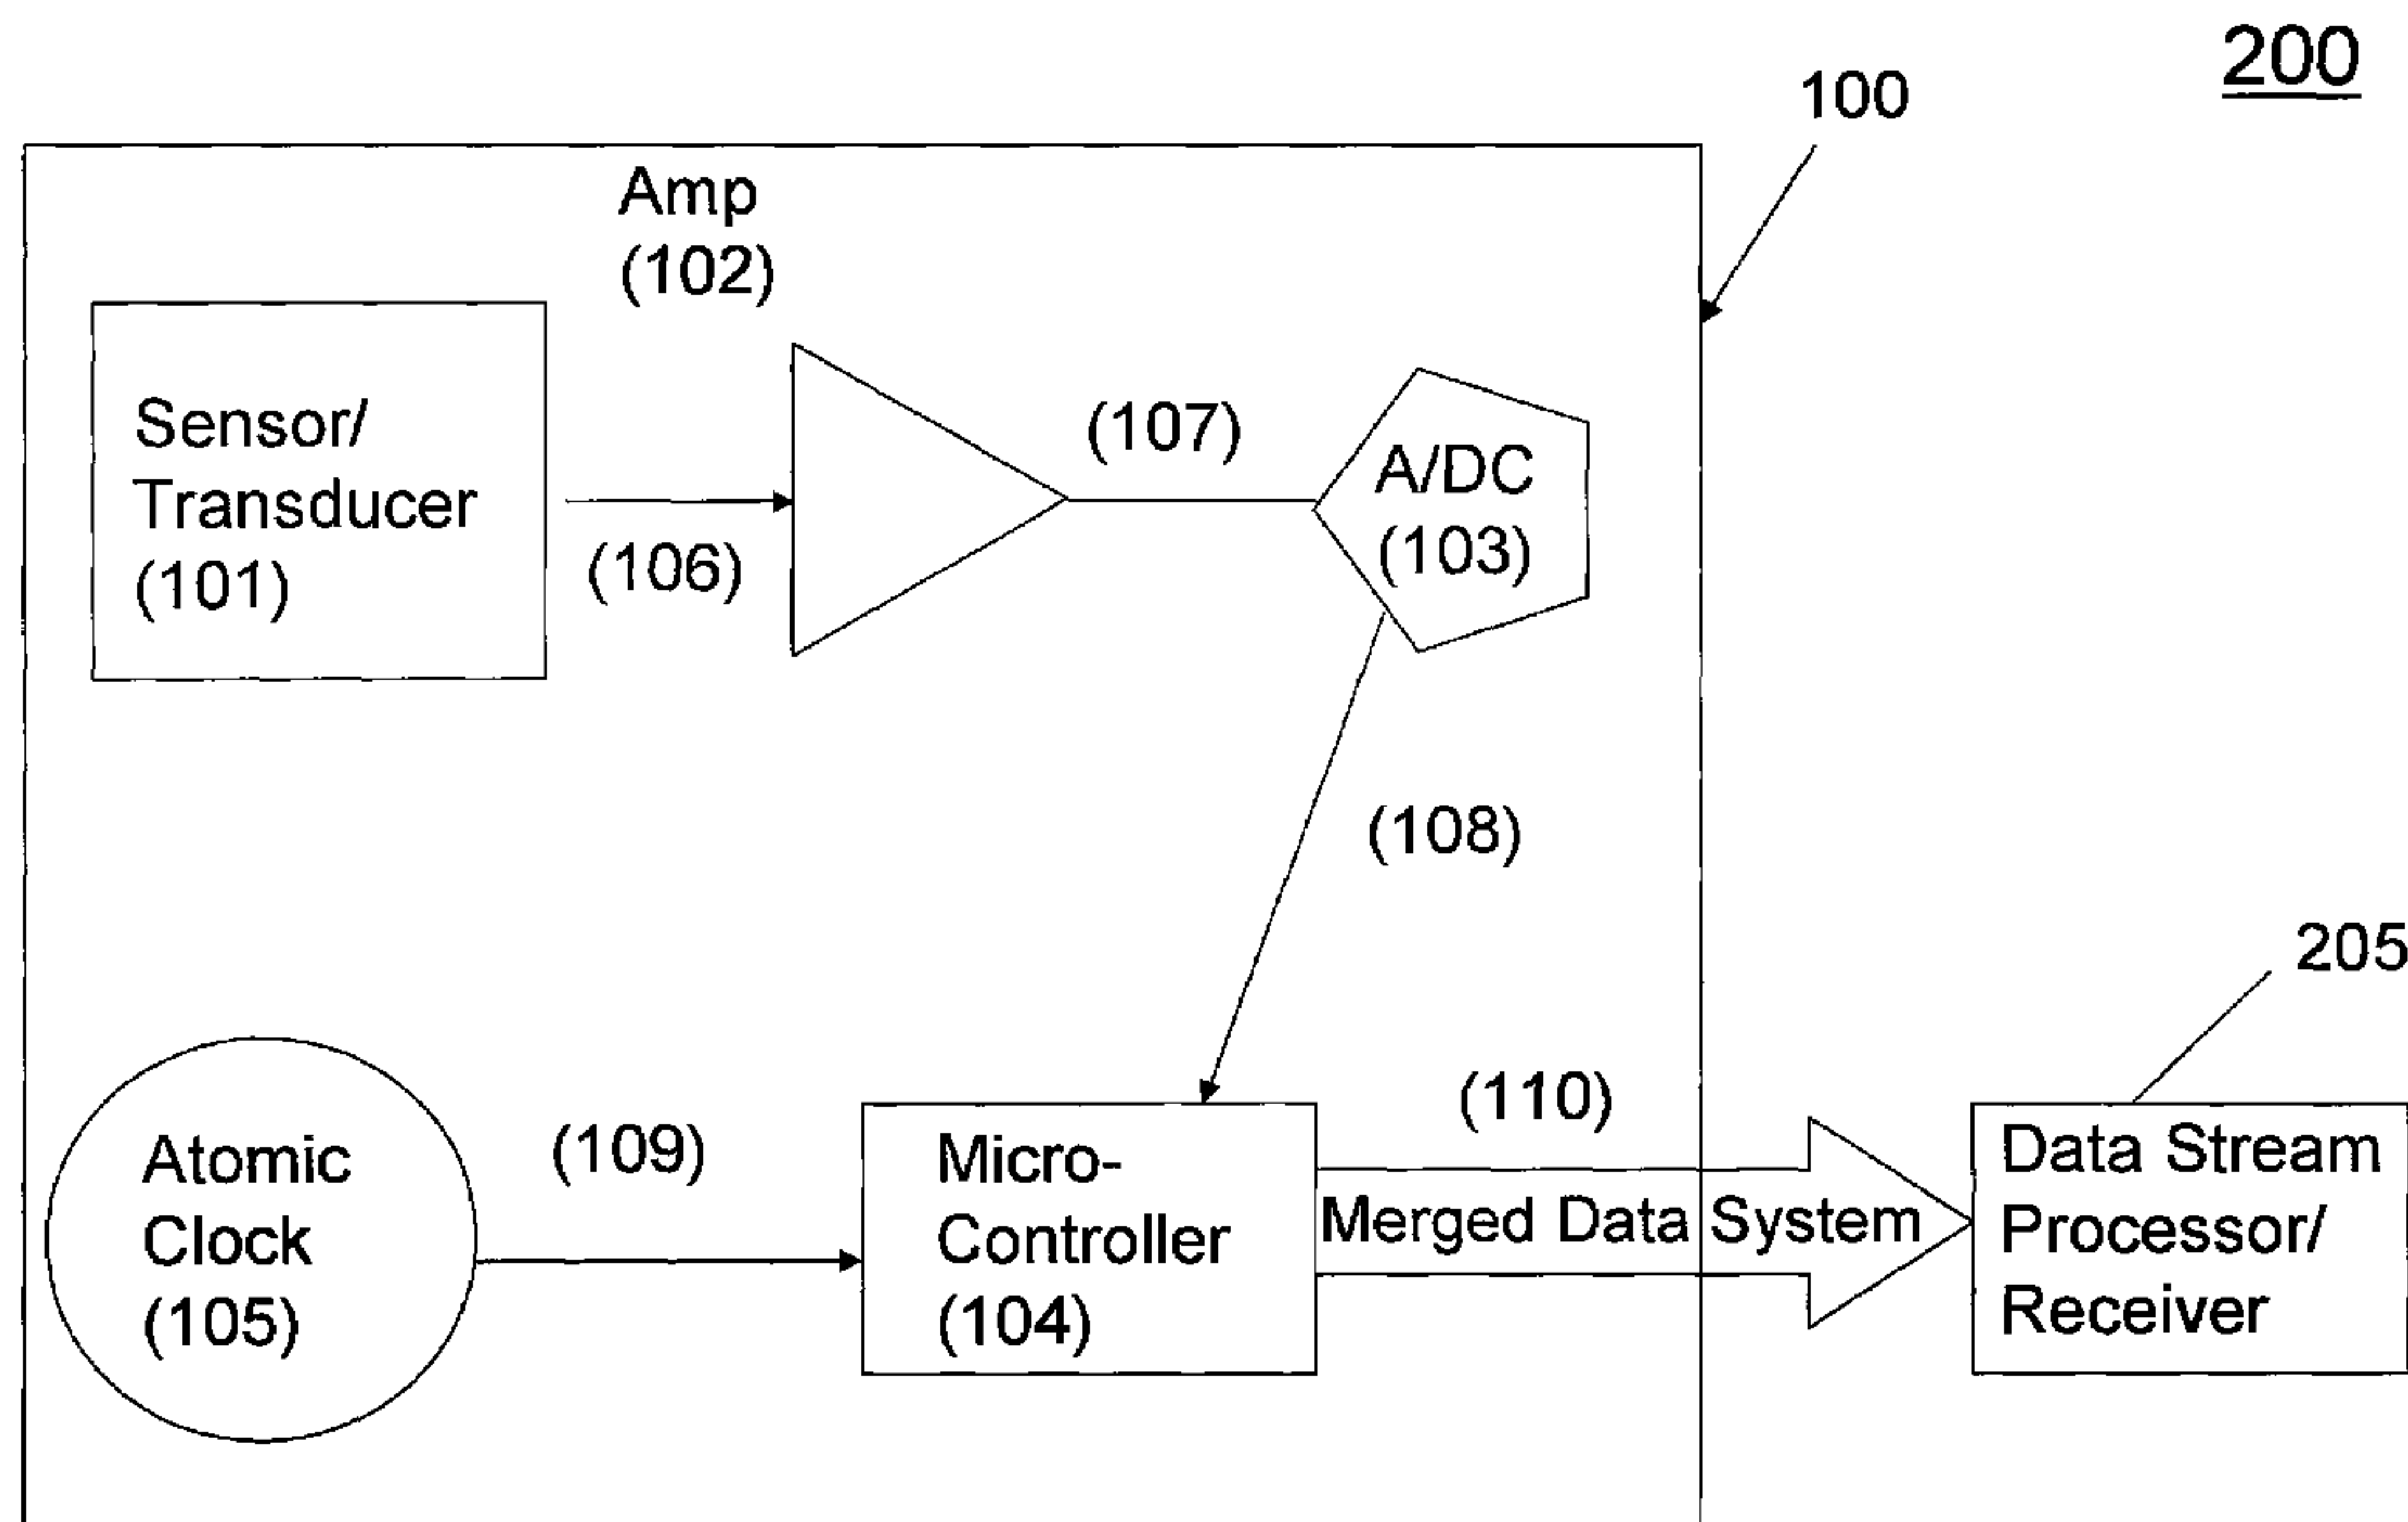 200
100
Amp
(102)
Sensor/
Transducer
(101)
(106)
(107)
A/DC
(103)
(108)
205
Atomic
Clock
(105)
(109)
Micro-
Controller
(104)
(110)
Merged Data System
Data Stream
Processor/
Receiver